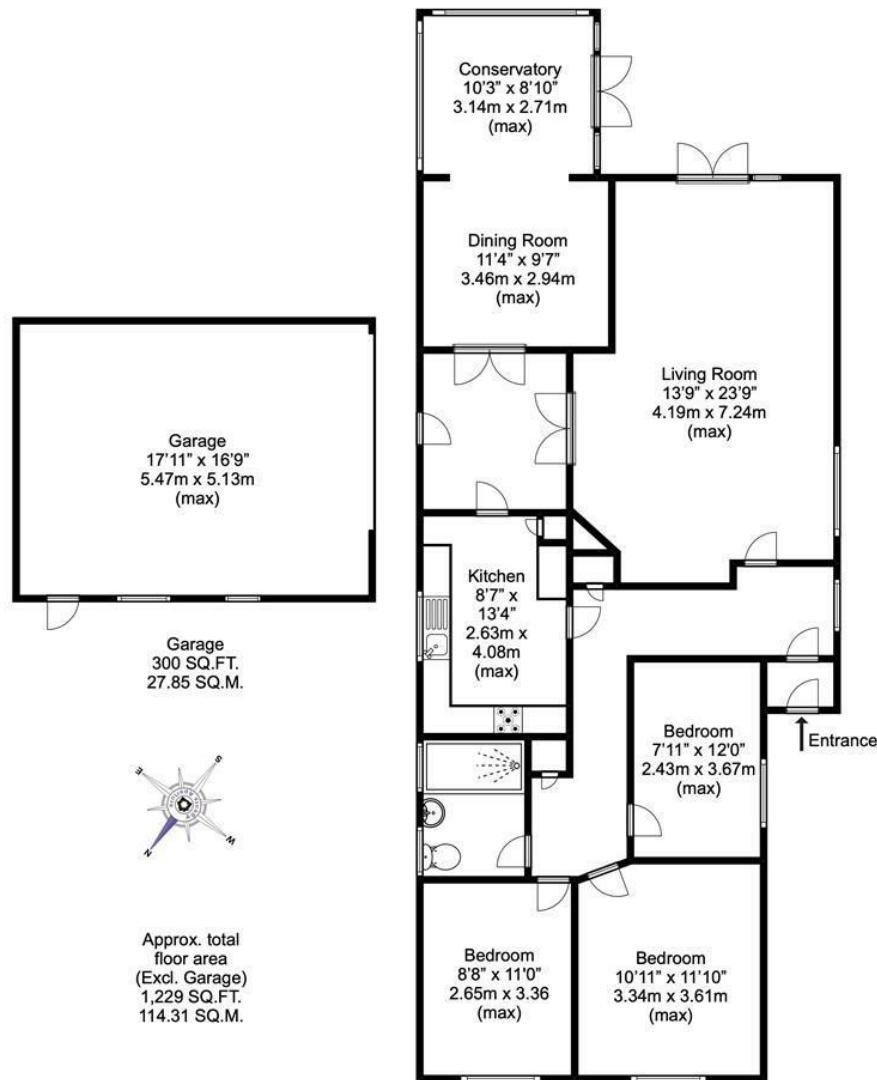 Conservatory
10'3" x 8'10"
3.14m x 2.71m
(max)
Dining Room
11'4" x 9'7"
3.46m x 2.94m
(max)
Living Room
13'9" x 23'9"
4.19m x 7.24m
(max)
Garage
17'11" x 16'9"
5.47m x 5.13m
(max)
Kitchen
8'7" x
13'4"
2.63m x
4.08m
(max)
Garage
300 SQ.FT.
27.85 SQ.M.
Bedroom
7'11" x 12'0"
2.43m x 3.67m
(max)
Entrance
E
S
N
W
Approx. total
floor area
(Excl. Garage)
1,229 SQ.FT.
114.31 SQ.M.
Bedroom
8'8" x 11'0"
2.65m x 3.36
(max)
Bedroom
10'11" x 11'10"
3.34m x 3.61m
(max)